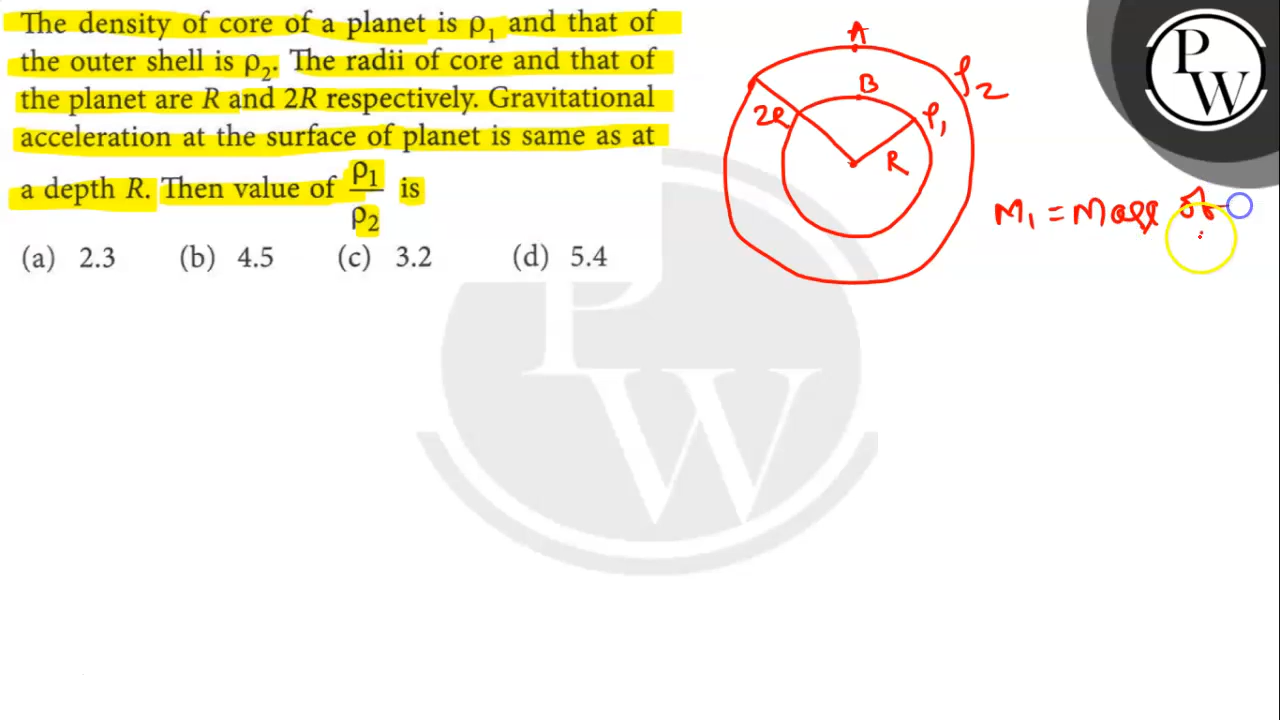 The density of core of a planet is ρ₁ and that of
the outer shell is ρ₂. The radii of core and that of
the planet are R and 2R respectively. Gravitational
acceleration at the surface of planet is same as at
a depth R. Then value of ρ₁/ρ₂ is
(a) 2.3 (b) 4.5 (c) 3.2 (d) 5.4
A
B
ρ₂
2R
ρ₁
R
M₁ = Mass of
P
W
P
W